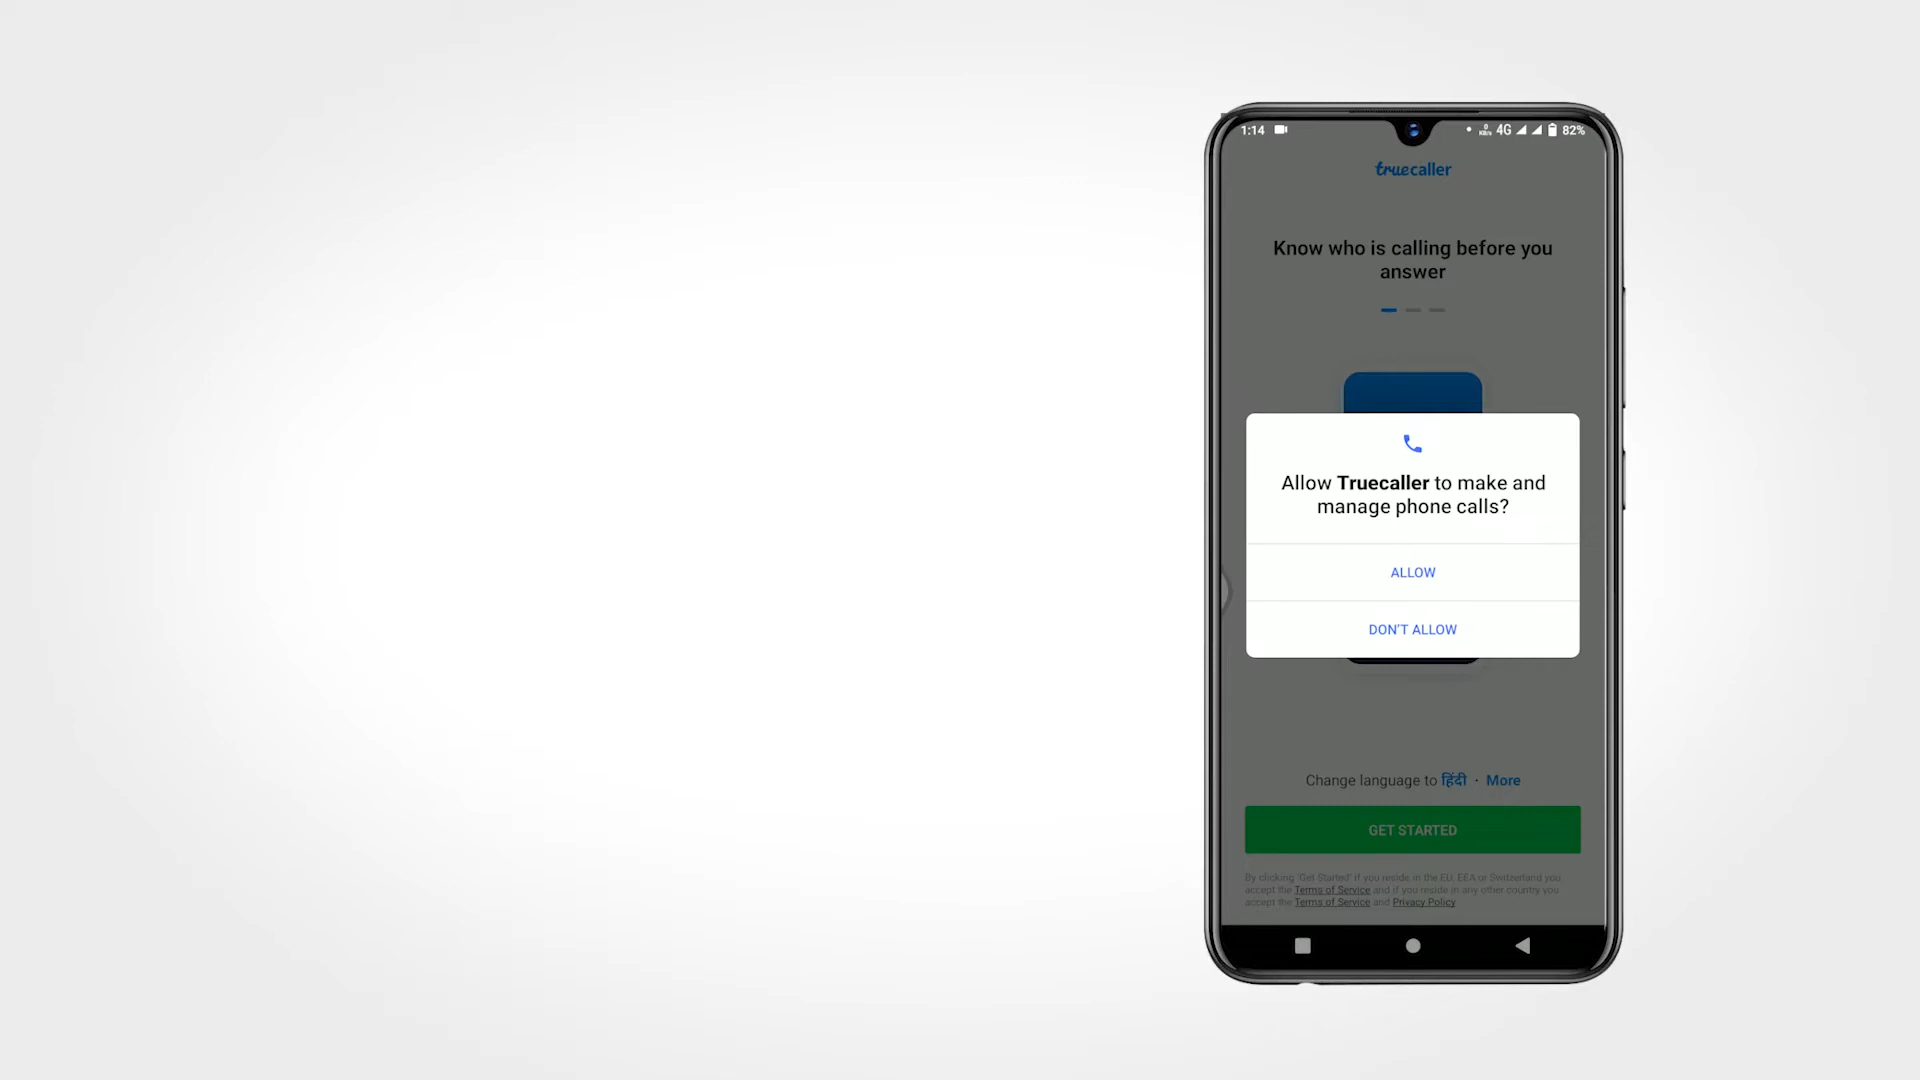 1:14
4G 82%
truecaller
Know who is calling before you
answer
Allow Truecaller to make and
manage phone calls?
ALLOW
DON'T ALLOW
Change language to हिंदी · More
GET STARTED
By clicking 'Get Started' if you reside in the EU, EEA or Switzerland you
accept the Terms of Service and if you reside in any other country you
accept the Terms of Service and Privacy Policy